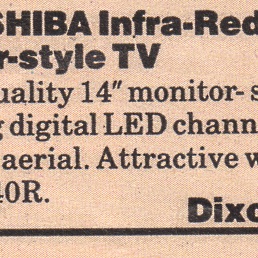 SHIBA Infra-Red
r-style TV
uality 14" monitor- s
g digital LED chann
aerial. Attractive w
40R.
Dixo